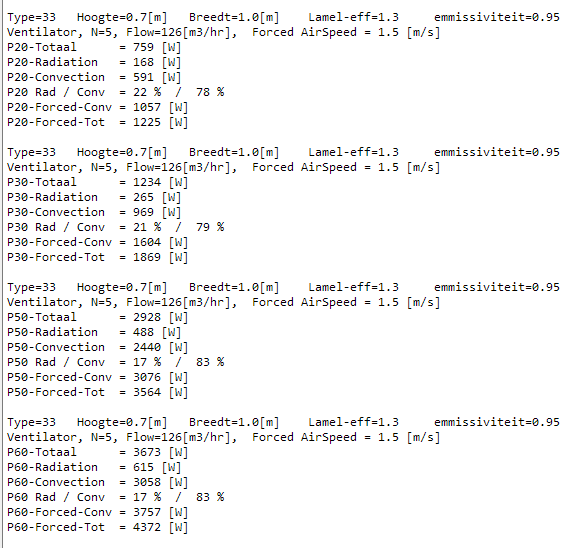 Type=33   Hoogte=0.7[m]   Breedt=1.0[m]    Lamel-eff=1.3     emmissiviteit=0.95
Ventilator, N=5, Flow=126[m3/hr],  Forced AirSpeed = 1.5 [m/s]
P20-Totaal      = 759 [W]
P20-Radiation   = 168 [W]
P20-Convection  = 591 [W]
P20 Rad / Conv  = 22 %  /  78 %
P20-Forced-Conv = 1057 [W]
P20-Forced-Tot  = 1225 [W]
Type=33   Hoogte=0.7[m]   Breedt=1.0[m]    Lamel-eff=1.3     emmissiviteit=0.95
Ventilator, N=5, Flow=126[m3/hr],  Forced AirSpeed = 1.5 [m/s]
P30-Totaal      = 1234 [W]
P30-Radiation   = 265 [W]
P30-Convection  = 969 [W]
P30 Rad / Conv  = 21 %  /  79 %
P30-Forced-Conv = 1604 [W]
P30-Forced-Tot  = 1869 [W]
Type=33   Hoogte=0.7[m]   Breedt=1.0[m]    Lamel-eff=1.3     emmissiviteit=0.95
Ventilator, N=5, Flow=126[m3/hr],  Forced AirSpeed = 1.5 [m/s]
P50-Totaal      = 2928 [W]
P50-Radiation   = 488 [W]
P50-Convection  = 2440 [W]
P50 Rad / Conv  = 17 %  /  83 %
P50-Forced-Conv = 3076 [W]
P50-Forced-Tot  = 3564 [W]
Type=33   Hoogte=0.7[m]   Breedt=1.0[m]    Lamel-eff=1.3     emmissiviteit=0.95
Ventilator, N=5, Flow=126[m3/hr],  Forced AirSpeed = 1.5 [m/s]
P60-Totaal      = 3673 [W]
P60-Radiation   = 615 [W]
P60-Convection  = 3058 [W]
P60 Rad / Conv  = 17 %  /  83 %
P60-Forced-Conv = 3757 [W]
P60-Forced-Tot  = 4372 [W]